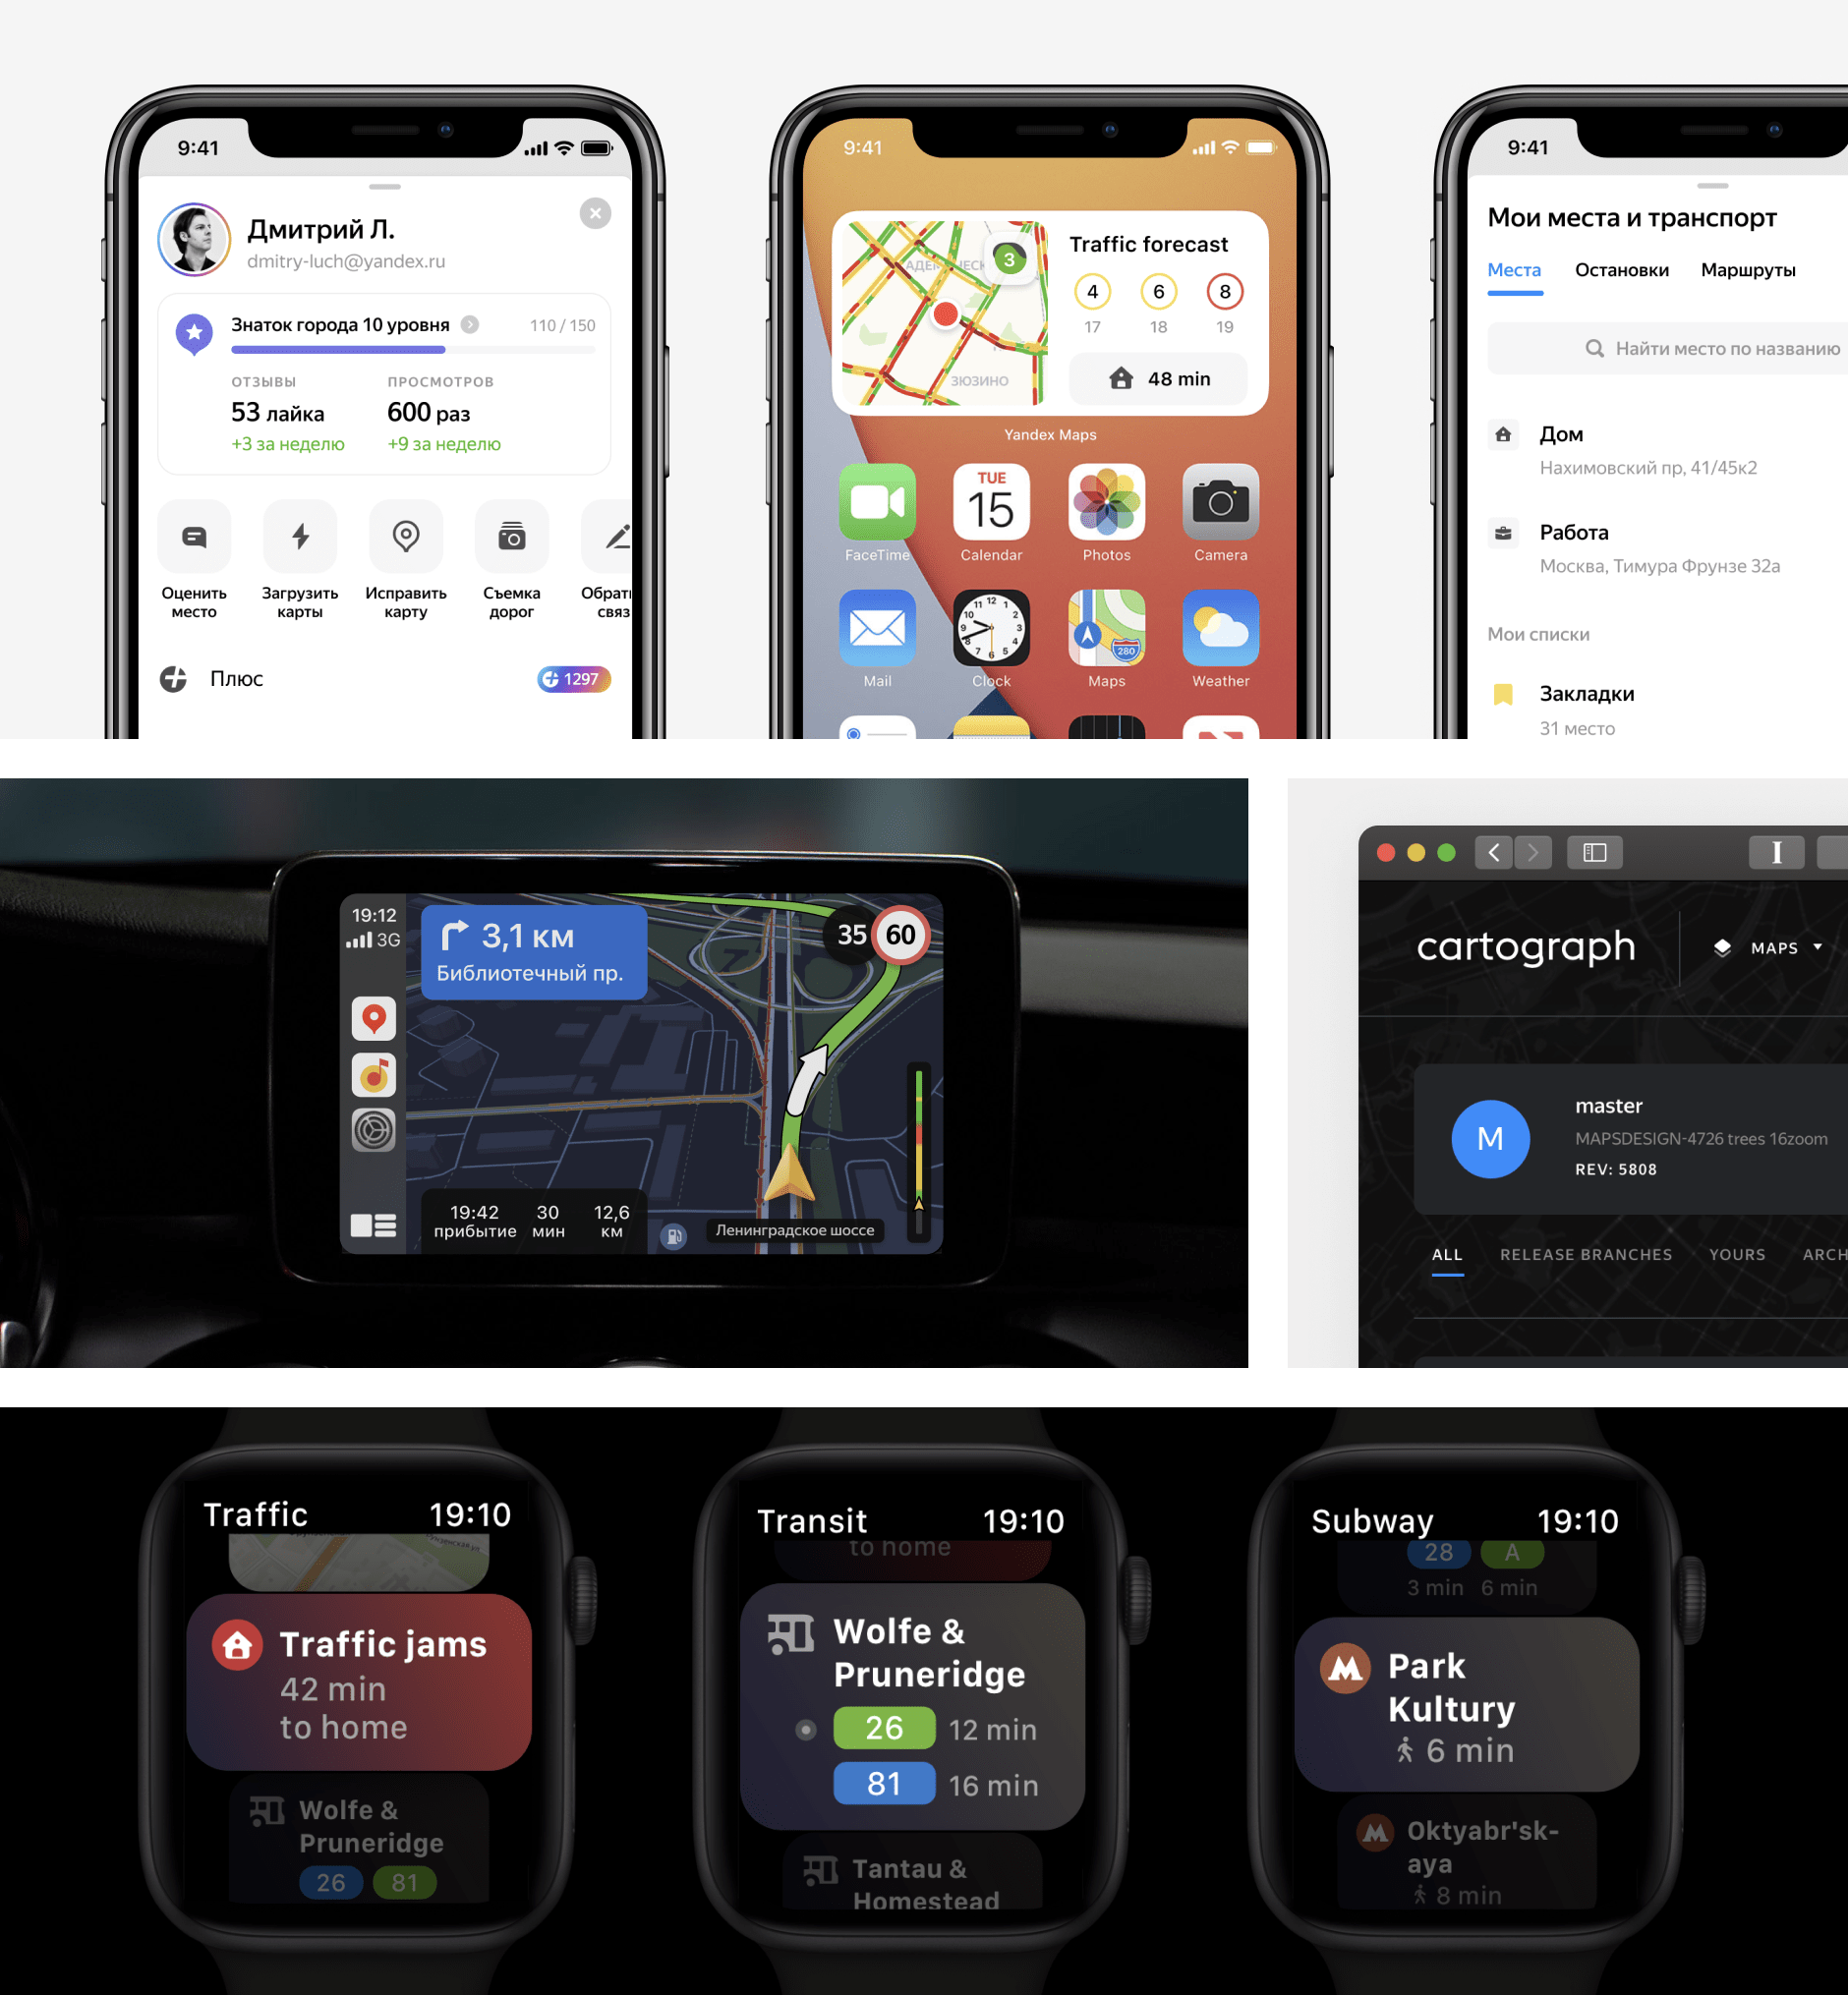 9:41
Дмитрий Л.
dmitry-luch@yandex.ru
Знаток города 10 уровня
110 / 150
ОТЗЫВЫ
ПРОСМОТРОВ
53 лайка
600 раз
+3 за неделю
+9 за неделю
Оценить
место
Загрузить
карты
Исправить
карту
Съемка
дорог
Плюс
1297
9:41
3
ЗЮЗИНО
Traffic forecast
4 6 8
17 18 19
48 min
Yandex Maps
FaceTime
TUE
15
Calendar
Photos
Camera
Mail
12
Clock
280
Maps
Weather
9:41
Мои места и транспорт
Места Остановки Маршруты
Найти место по названию
Дом
Нахимовский пр, 41/45к2
Работа
Москва, Тимура Фрунзе 32а
Мои списки
Закладки
31 место
19:12
3G
3,1 км
Библиотечный пр.
35 60
19:42 30 12,6
прибытие мин км
Ленинградское шоссе
cartograph
MAPS
M
master
MAPSDESIGN-4726 trees 16zoom
REV: 5808
ALL RELEASE BRANCHES YOURS
Traffic 19:10
Traffic jams
42 min
to home
Wolfe &
Pruneridge
26 81
Transit 19:10
to home
Wolfe &
Pruneridge
26 12 min
81 16 min
Tantau &
Homestead
Subway 19:10
28 A
3 min 6 min
Park
Kultury
6 min
Oktyabr'sk-
aya
8 min